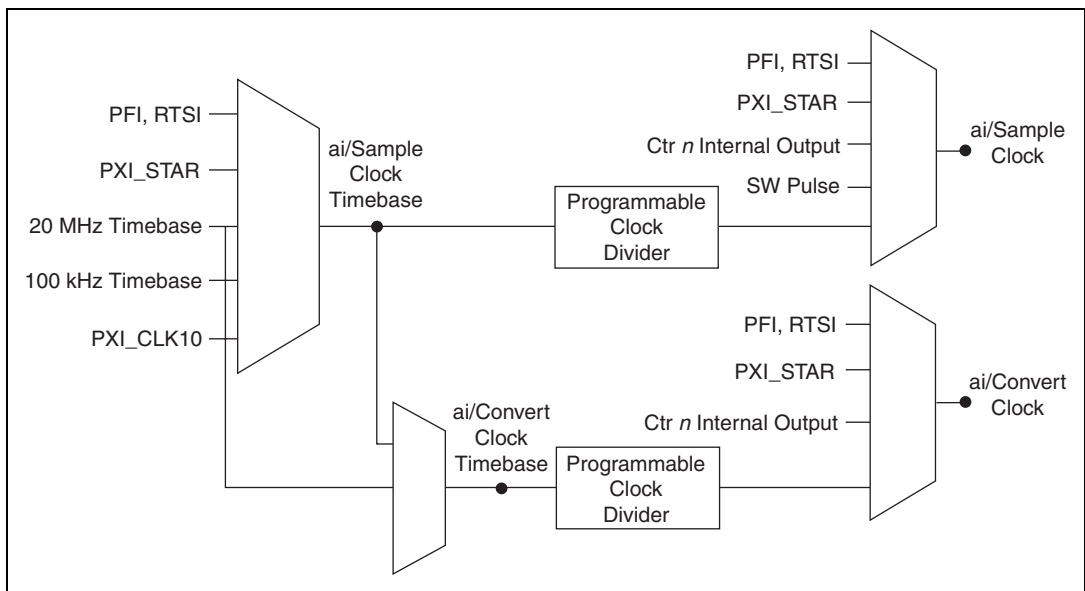 PFI, RTSI
PXI_STAR
20 MHz Timebase
100 kHz Timebase
PXI_CLK10
ai/Sample
Clock
Timebase
Programmable
Clock
Divider
PFI, RTSI
PXI_STAR
Ctr n Internal Output
SW Pulse
ai/Sample
Clock
ai/Convert
Clock
Timebase
Programmable
Clock
Divider
PFI, RTSI
PXI_STAR
Ctr n Internal Output
ai/Convert
Clock